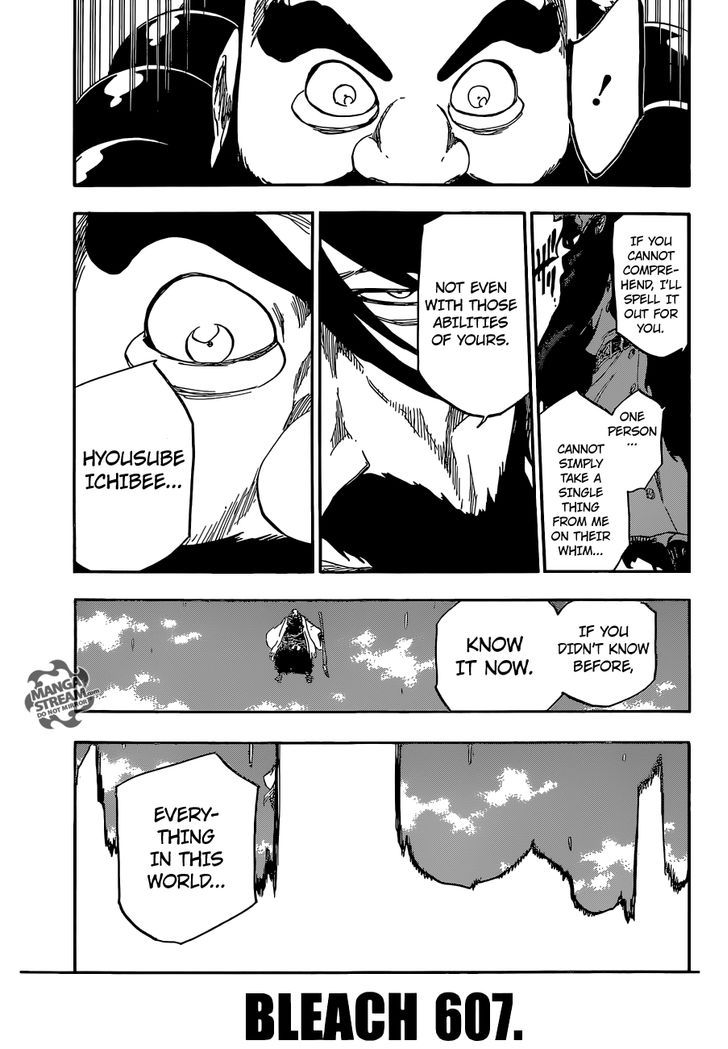 !
IF YOU
CANNOT
COMPRE-
HEND, I'LL
SPELL IT
OUT FOR
YOU.
ONE
PERSON
...
CANNOT
SIMPLY
TAKE A
SINGLE
THING
FROM ME
ON THEIR
WHIM...
NOT EVEN
WITH THOSE
ABILITIES
OF YOURS.
HYOUSUBE
ICHIBEE...
IF YOU
DIDN'T KNOW
BEFORE,
KNOW
IT NOW.
MANGA
STREAM.com
DO NOT MIRROR!
EVERY-
THING
IN THIS
WORLD...
BLEACH 607.